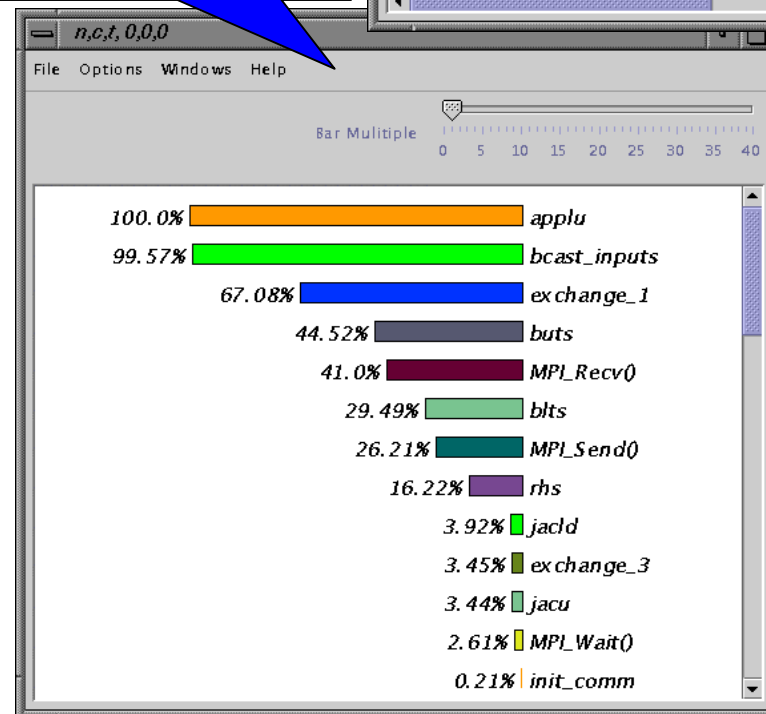 n,c,t, 0,0,0
File Options Windows Help
Bar Mulitiple
0 5 10 15 20 25 30 35 40
100.0% applu
99.57% bcast_inputs
67.08% exchange_1
44.52% buts
41.0% MPI_Recv()
29.49% blts
26.21% MPI_Send()
16.22% rhs
3.92% jacld
3.45% exchange_3
3.44% jacu
2.61% MPI_Wait()
0.21% init_comm